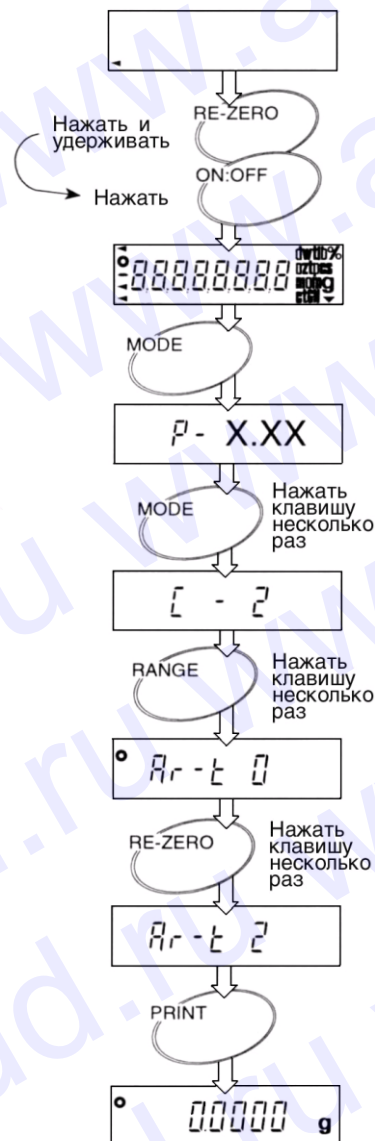 RE-ZERO
Нажать и
удерживать
ON:OFF
Нажать
8.8.8.8.8.8.8.8
MODE
P- X.XX
MODE
Нажать
клавишу
несколько
раз
C - 2
RANGE
Нажать
клавишу
несколько
раз
Ar-t 0
RE-ZERO
Нажать
клавишу
несколько
раз
Ar-t 2
PRINT
0.0000 g